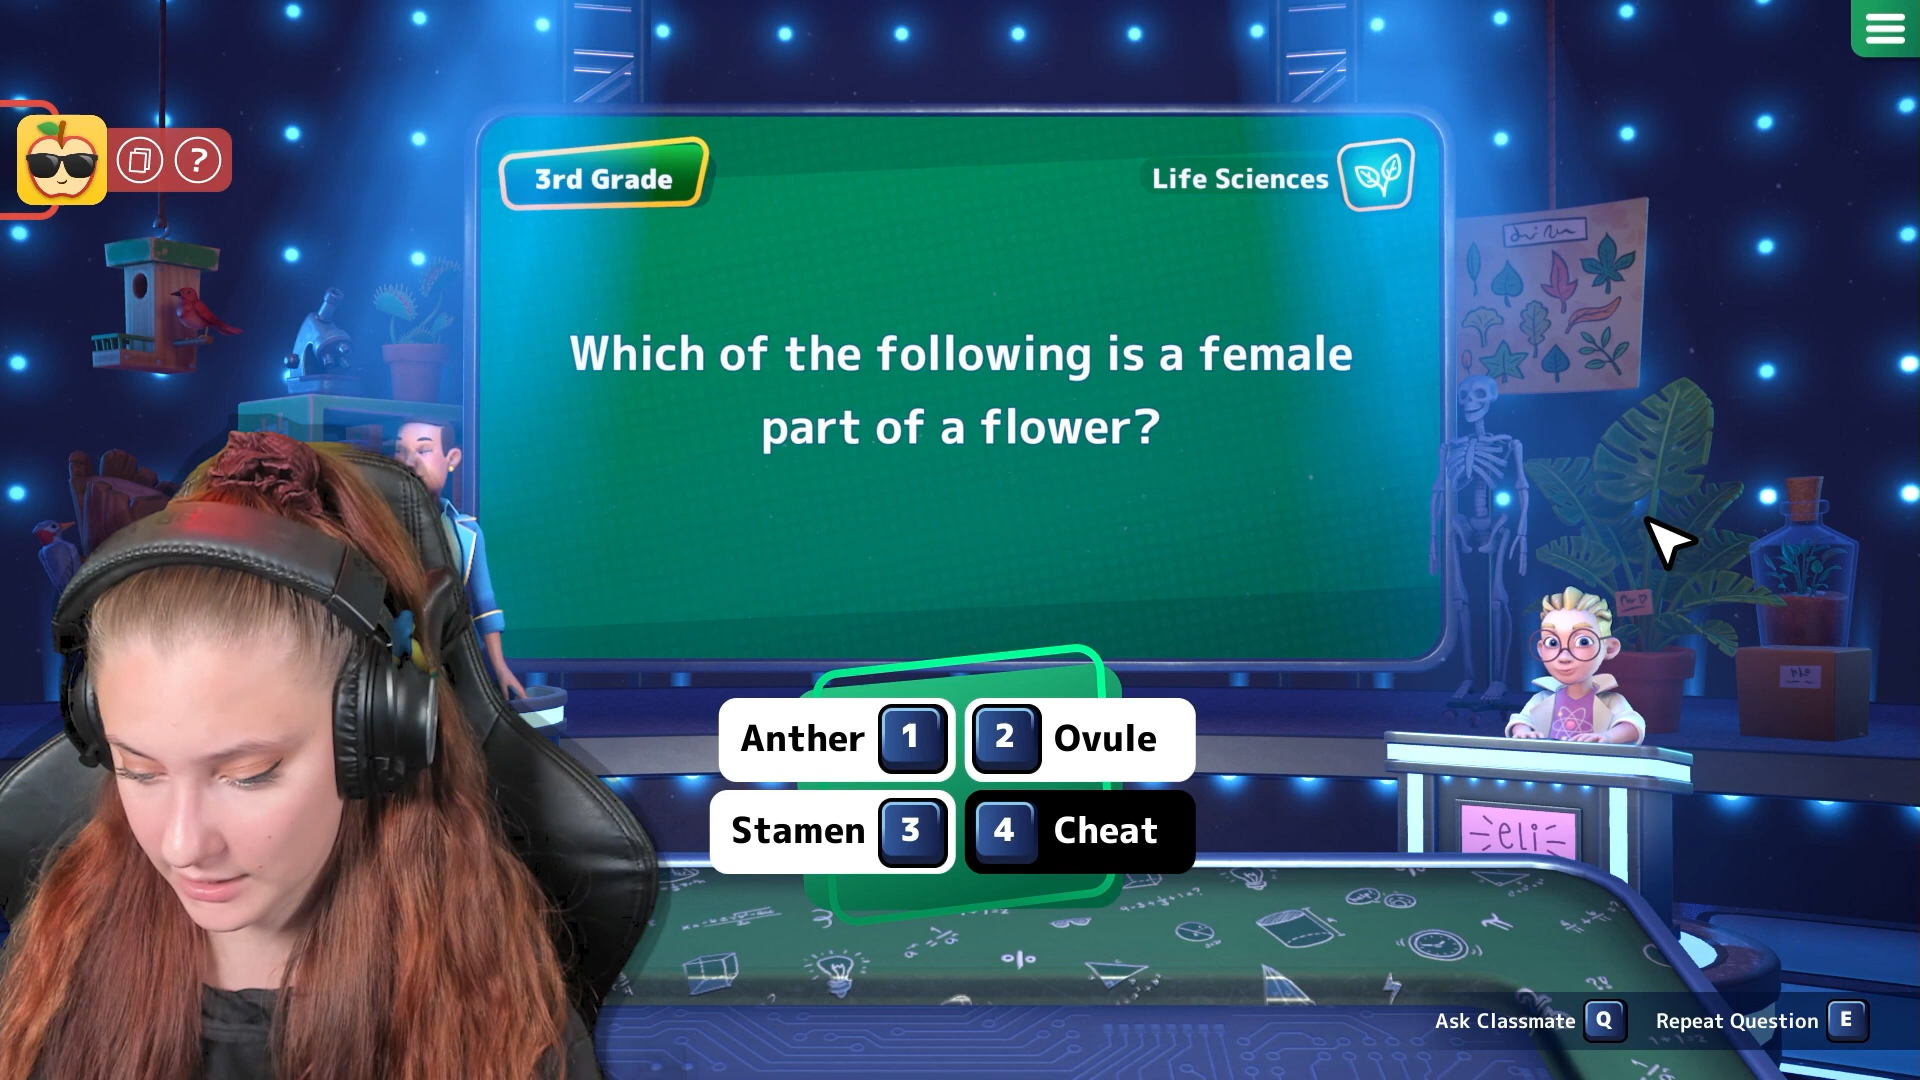 3rd Grade
Life Sciences
Which of the following is a female
part of a flower?
Anther 1
2 Ovule
Stamen 3
4 Cheat
eli
Ask Classmate Q
Repeat Question E